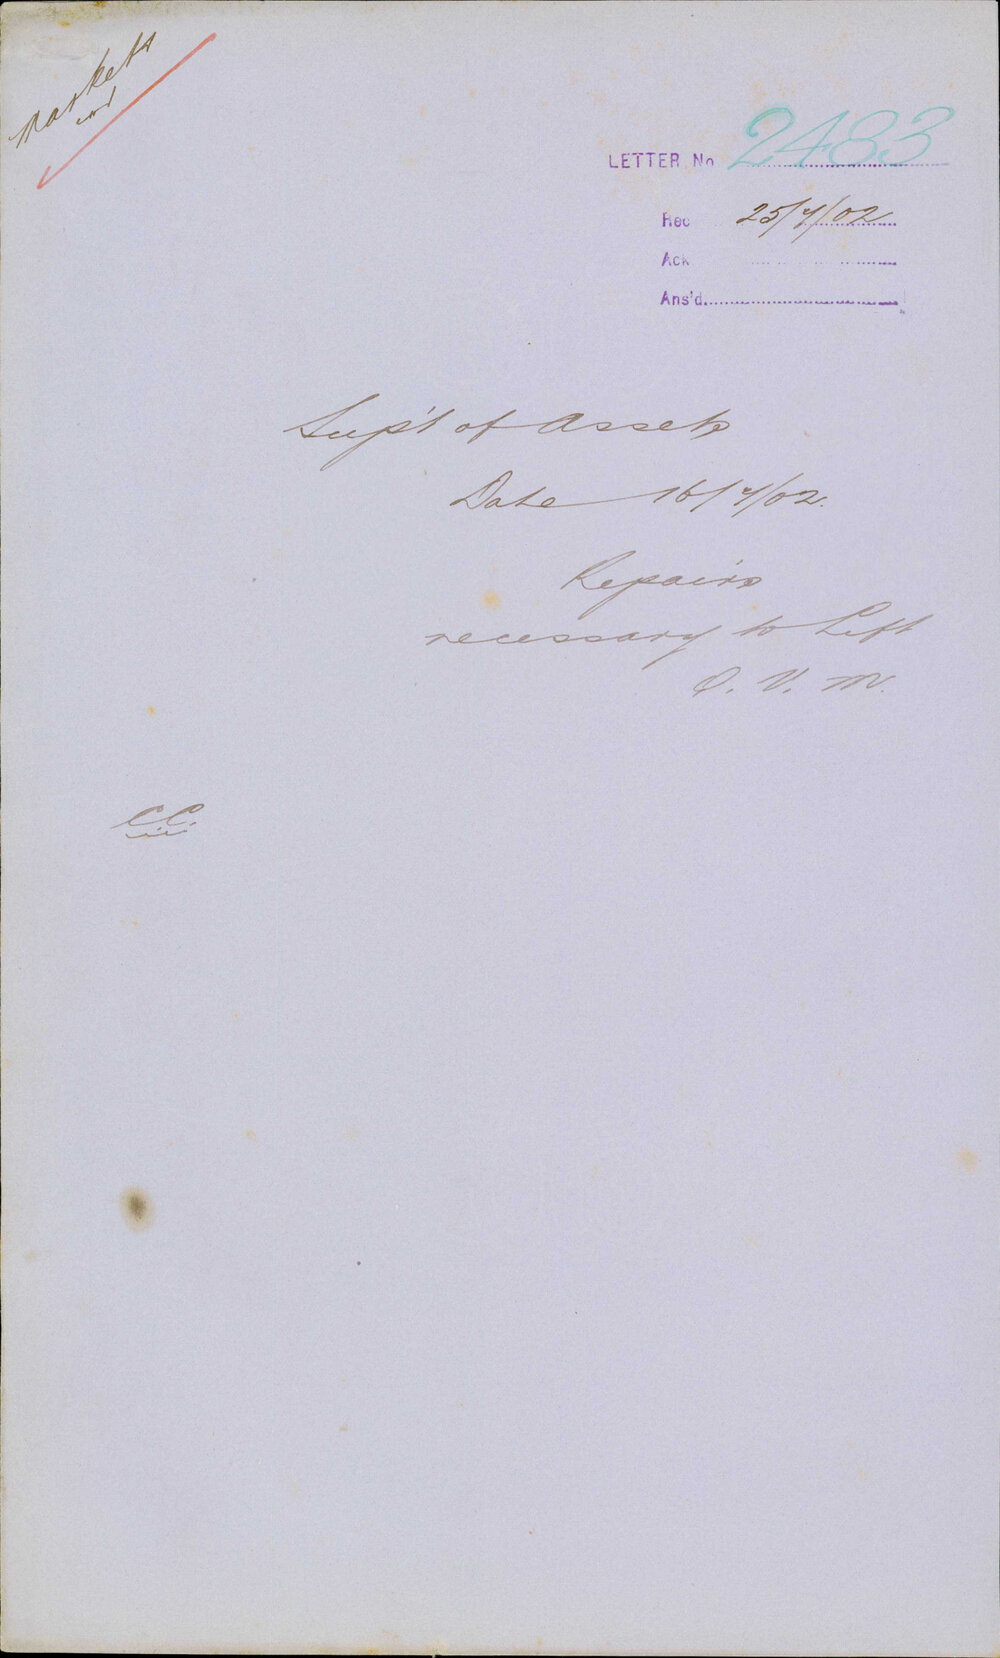 Markets
LETTER No 2483
Rec 25/7/02
Ack
Ans'd
Sup't of Assets
Date 16/7/02.
Repairs
necessary to Lift
Q. V. M.
C.C.